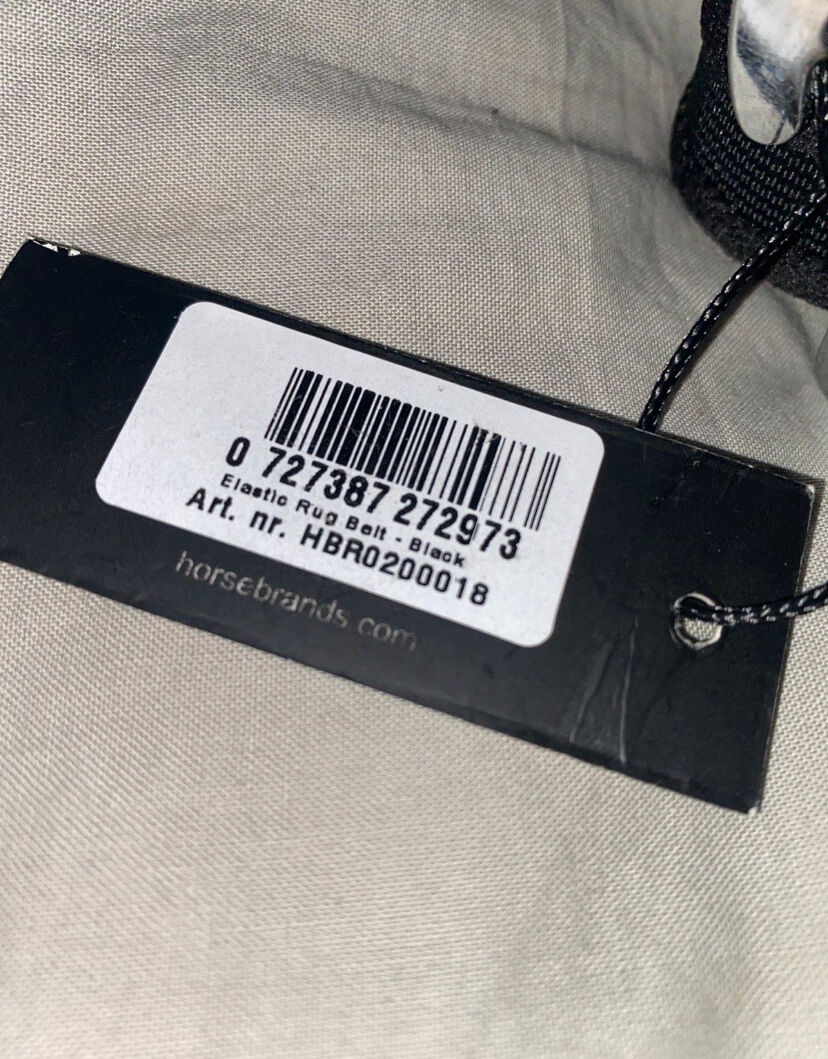 0 727387 272973
Elastic Rug Belt - Black
Art. nr. HBR0200018
horsebrands.com